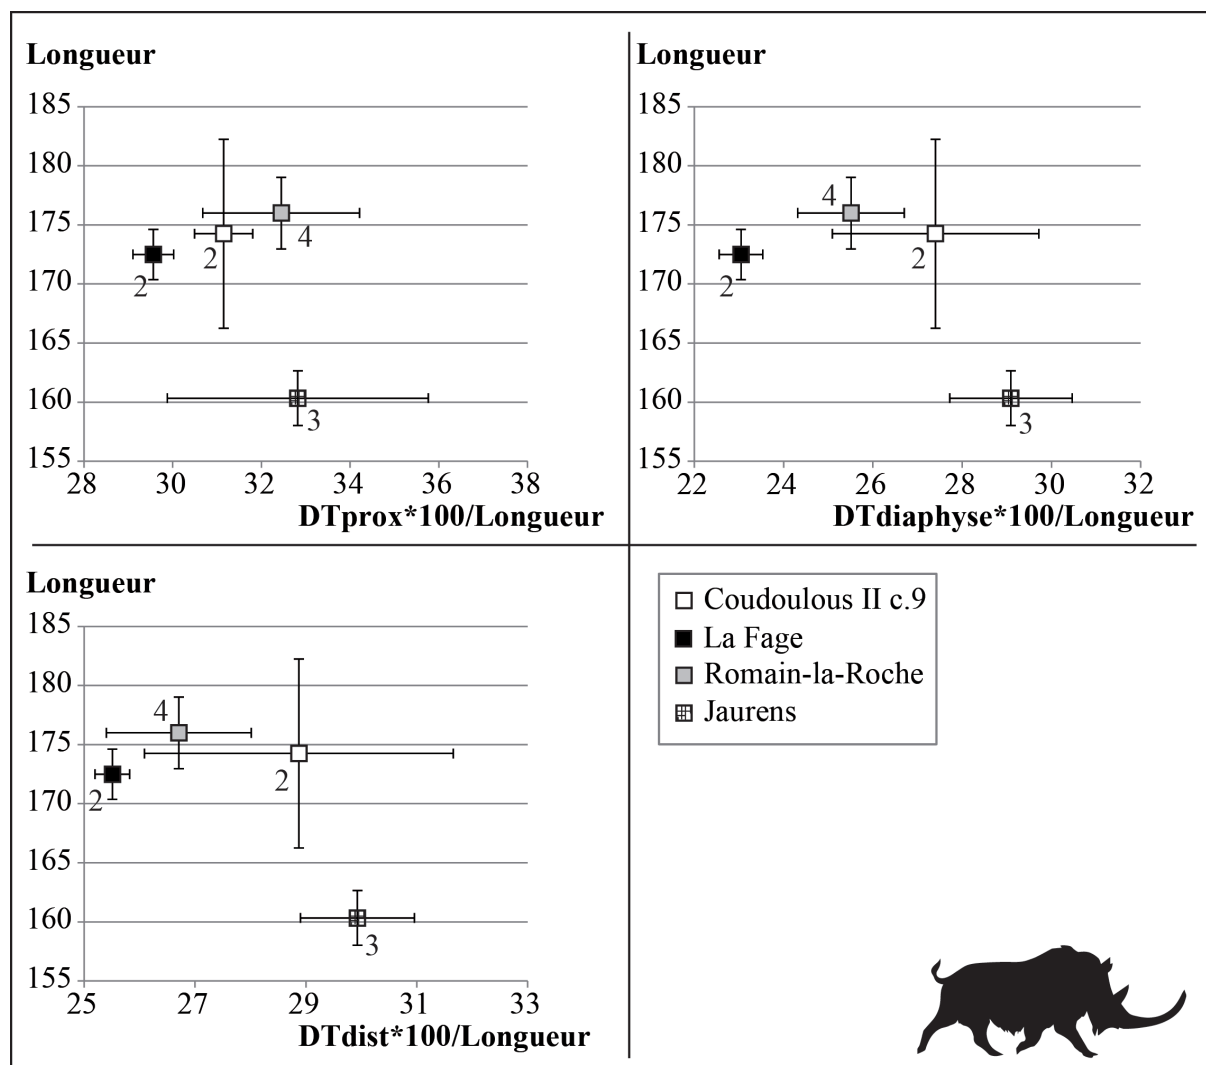 Longueur
185
180
175
170
165
160
155
2
2
4
3
28 30 32 34 36 38
DTprox*100/Longueur
Longueur
185
180
175
170
165
160
155
4
2
2
3
22 24 26 28 30 32
DTdiaphyse*100/Longueur
Longueur
185
180
175
170
165
160
155
4
2
2
3
25 27 29 31 33
DTdist*100/Longueur
Coudoulous II c.9
La Fage
Romain-la-Roche
Jaurens